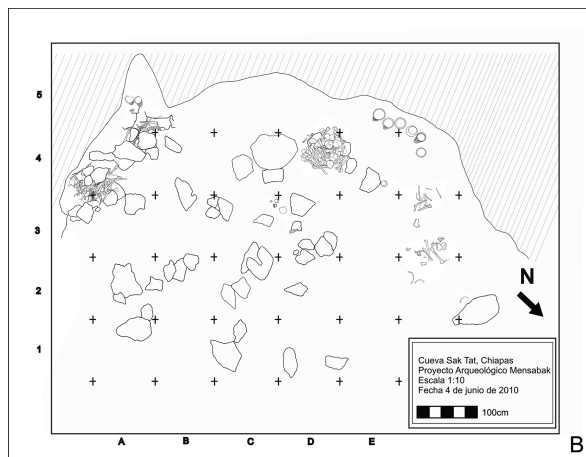 5
4
3
2
1
N
Cueva Sak Tat, Chiapas
Proyecto Arqueológico Mensabak
Escala 1:10
Fecha 4 de junio de 2010
100cm
A B C D E
B